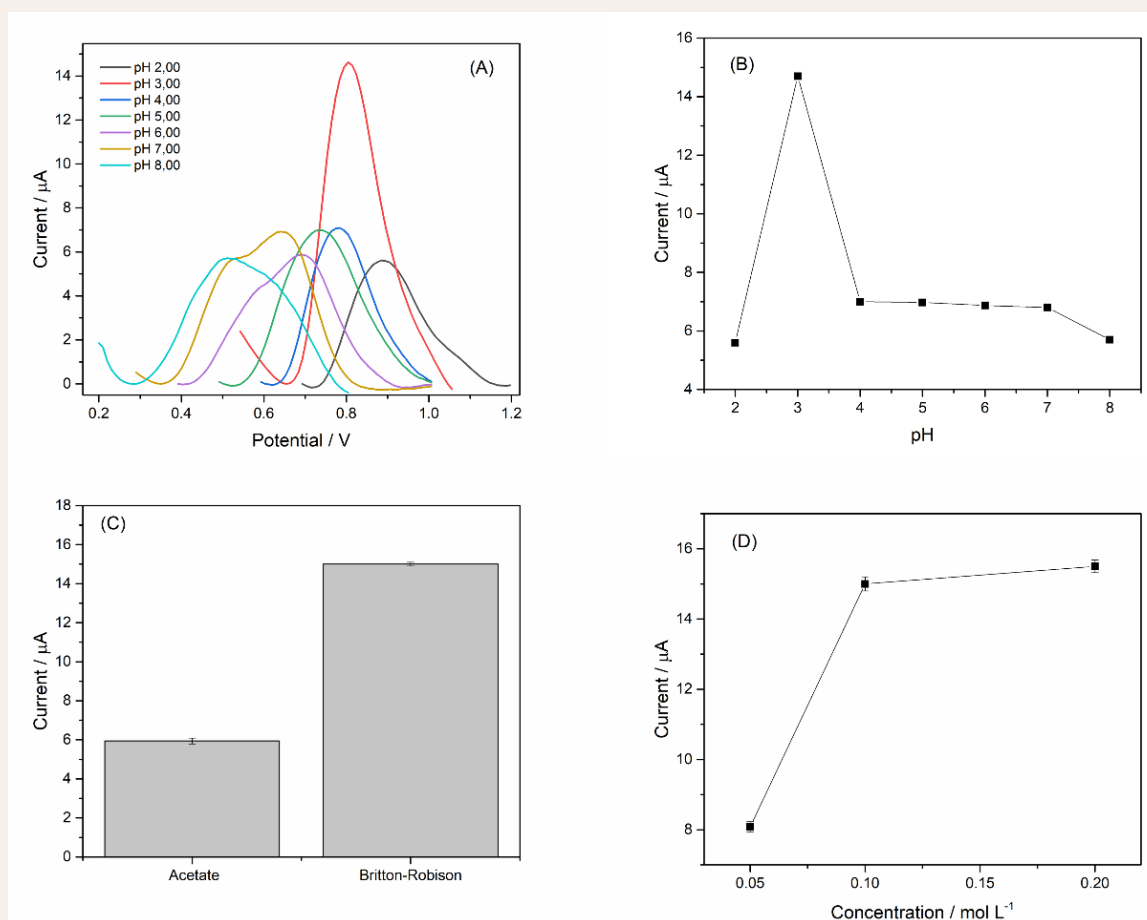 (A)
pH 2,00
pH 3,00
pH 4,00
pH 5,00
pH 6,00
pH 7,00
pH 8,00
14
12
10
8
6
4
2
0
Current / μA
0.2 0.4 0.6 0.8 1.0 1.2
Potential / V
(B)
16
14
12
10
8
6
4
Current / μA
2 3 4 5 6 7 8
pH
(C)
18
16
14
12
10
8
6
4
2
0
Current / μA
Acetate Britton-Robison
(D)
16
14
12
10
8
Current / μA
0.05 0.10 0.15 0.20
Concentration / mol L⁻¹